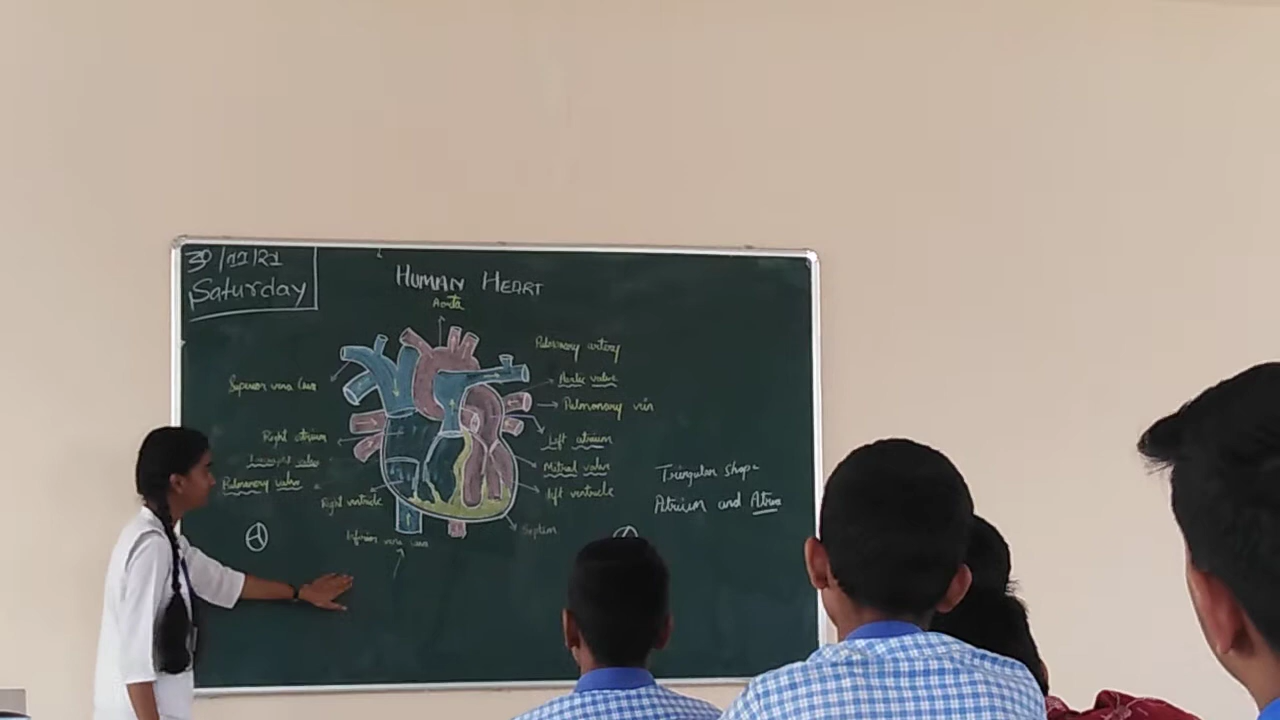 30/11/21
Saturday
HUMAN HEART
Aorta
Pulmonary artery
Superior vena cava
Aortic valve
Pulmonary vein
Right atrium
Left atrium
valve
Mitral valve
Pulmonary valve
Right ventricle
left ventricle
Triangular shape
Atrium and Atria
Septum
Inferior vena cava